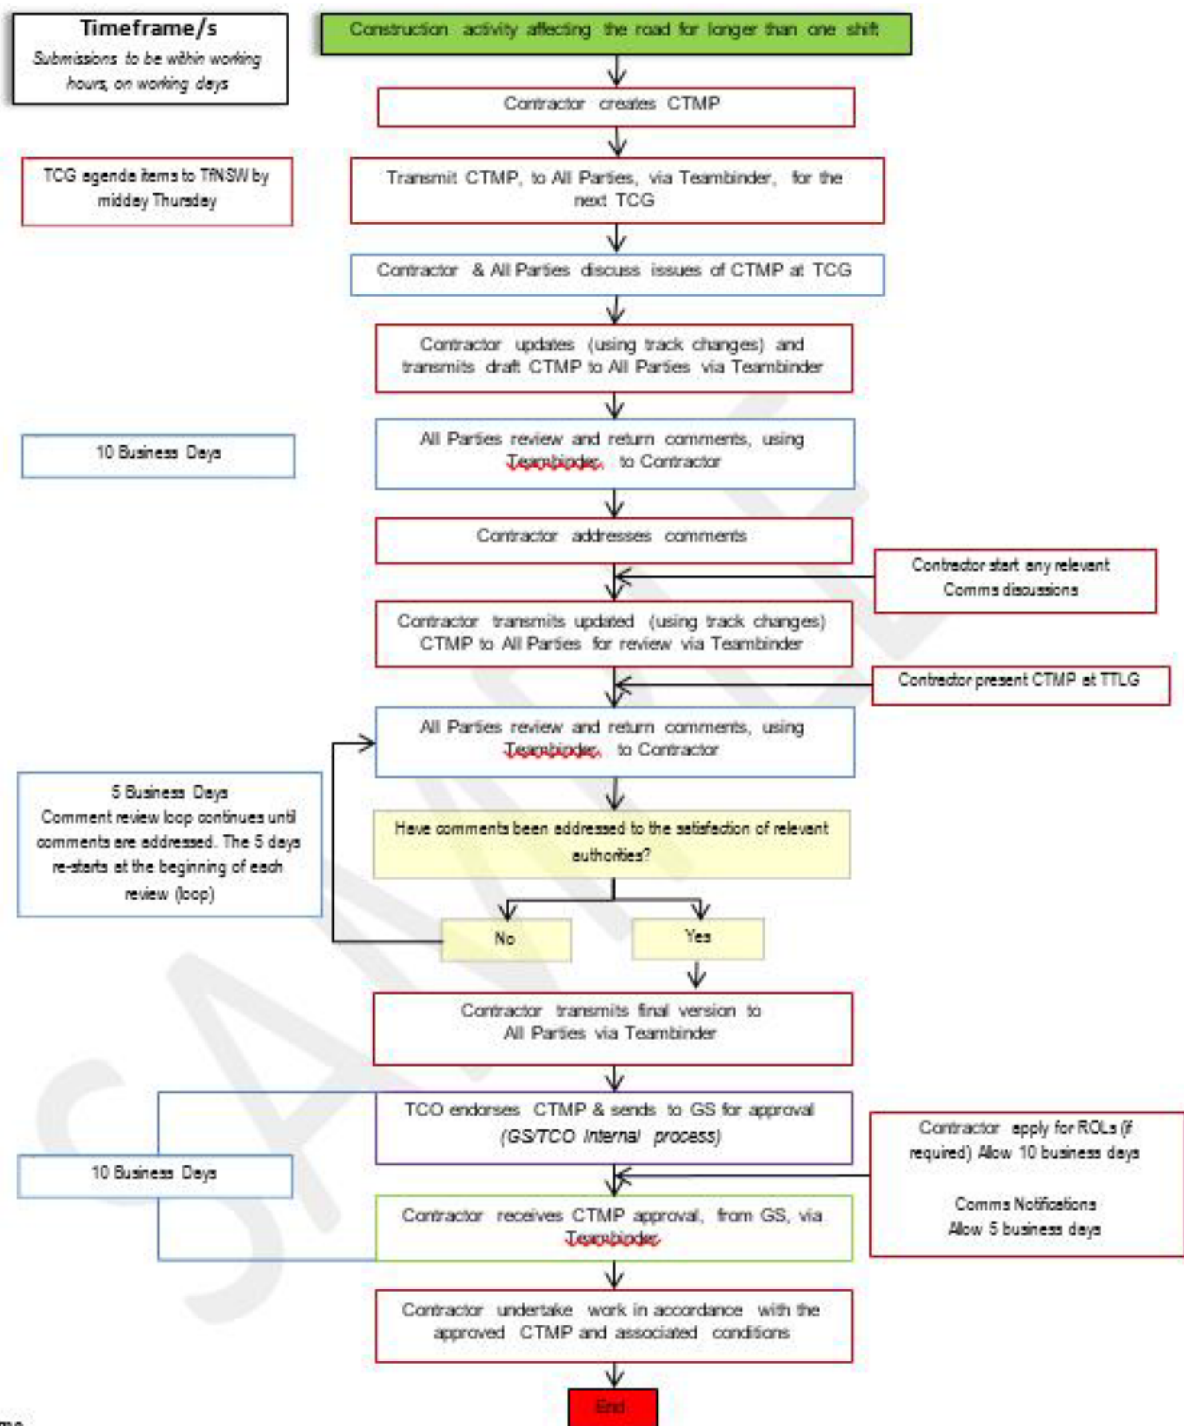 Timeframe/s
Submissions to be within working
hours, on working days
Construction activity affecting the road for longer than one shift
Contractor creates CTMP
TCG agenda items to TfNSW by
midday Thursday
Transmit CTMP, to All Parties, via Teambinder, for the
next TCG
Contractor & All Parties discuss issues of CTMP at TCG
Contractor updates (using track changes) and
transmits draft CTMP to All Parties via Teambinder
10 Business Days
All Parties review and return comments, using
Teambinder, to Contractor
Contractor addresses comments
Contractor start any relevant
Comms discussions
Contractor transmits updated (using track changes)
CTMP to All Parties for review via Teambinder
Contractor present CTMP at TTLG
All Parties review and return comments, using
Teambinder, to Contractor
5 Business Days
Comment review loop continues until
comments are addressed. The 5 days
re-starts at the beginning of each
review (loop)
Have comments been addressed to the satisfaction of relevant
authorities?
No
Yes
Contractor transmits final version to
All Parties via Teambinder
TCO endorses CTMP & sends to GS for approval
(GS/TCO Internal process)
10 Business Days
Contractor apply for ROLs (if
required) Allow 10 business days
Comms Notifications
Allow 5 business days
Contractor receives CTMP approval, from GS, via
Teambinder
Contractor undertake work in accordance with the
approved CTMP and associated conditions
End
SAMPLE